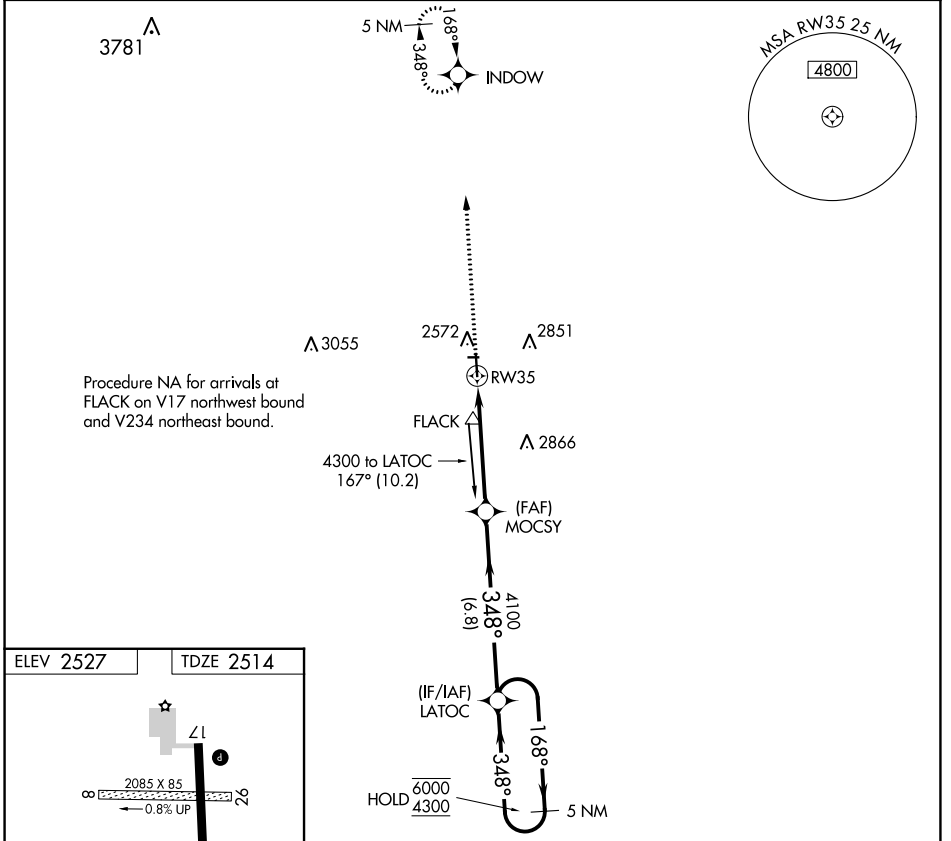 3781
5 NM
168°
348°
INDOW
MSA RW35 25 NM
4800
3055
2572
2851
RW35
Procedure NA for arrivals at
FLACK on V17 northwest bound
and V234 northeast bound.
FLACK
2866
4300 to LATOC
167° (10.2)
(FAF)
MOCSY
4100
348°
(6.8)
(IF/IAF)
LATOC
168°
348°
HOLD 6000
4300
5 NM
ELEV 2527
TDZE 2514
17
P
2085 X 85
8
26
0.8% UP